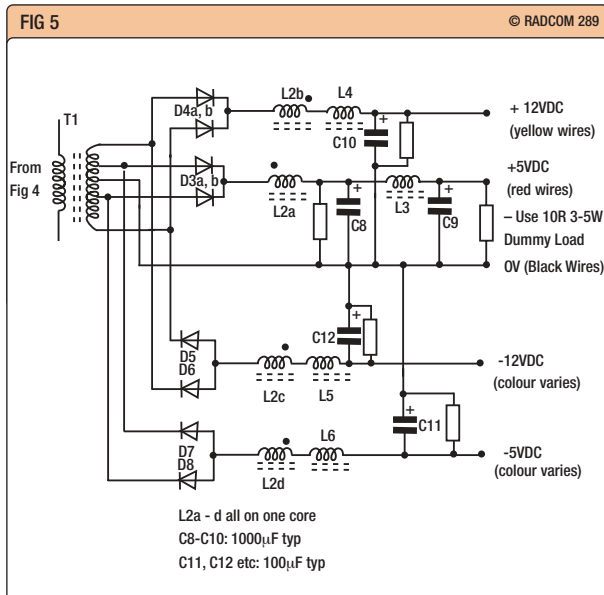 FIG 5
© RADCOM 289
T1
From
Fig 4
D4a, b
L2b
L4
C10
+
+ 12VDC
(yellow wires)
D3a, b
L2a
+
C8
L3
+
C9
+5VDC
(red wires)
– Use 10R 3-5W
Dummy Load
0V (Black Wires)
D5
D6
L2c
L5
C12
+
-12VDC
(colour varies)
D7
D8
L2d
L6
+
C11
-5VDC
(colour varies)
L2a - d all on one core
C8-C10: 1000µF typ
C11, C12 etc: 100µF typ